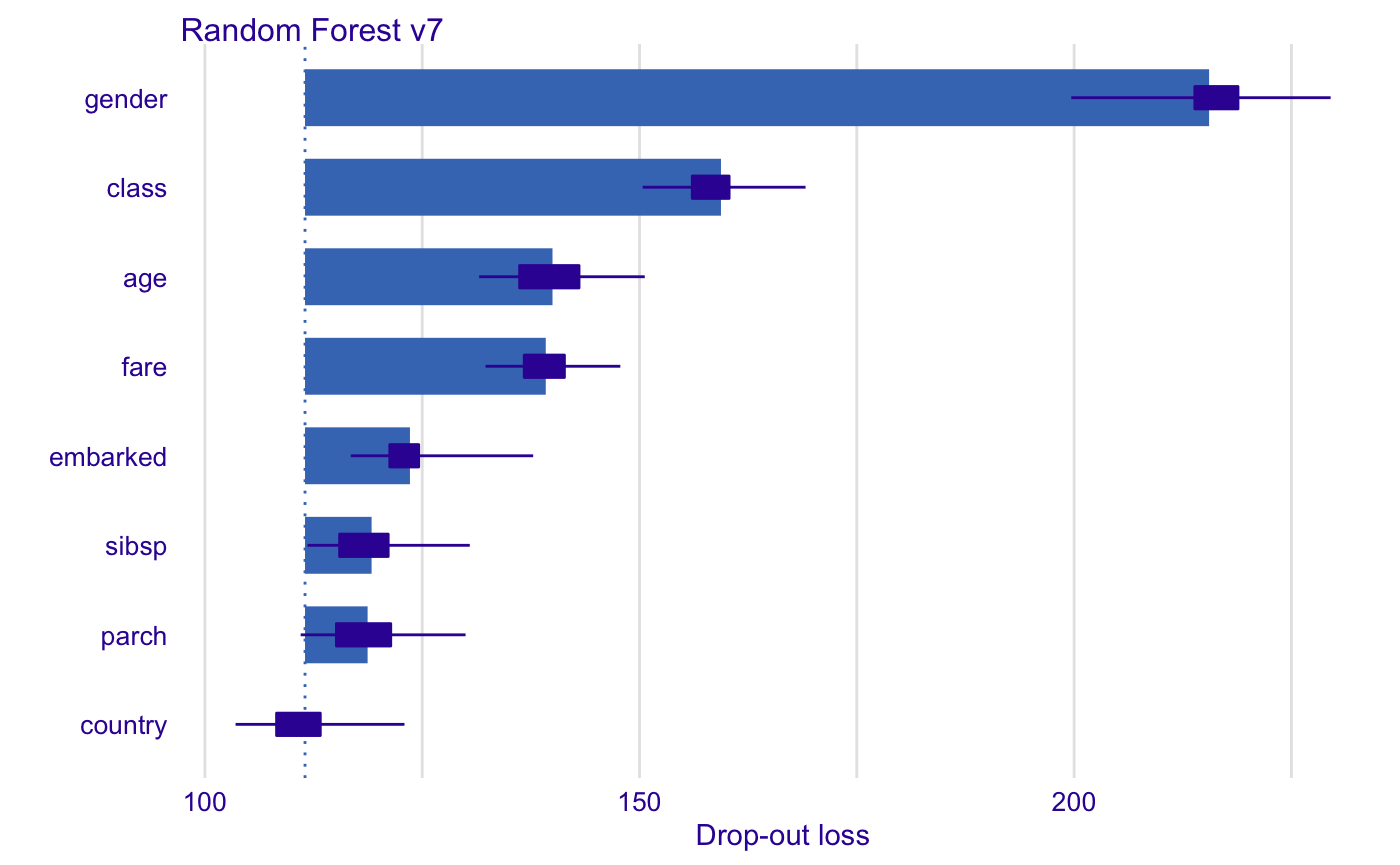 Random Forest v7
gender
class
age
fare
embarked
sibsp
parch
country
100 150 200
Drop-out loss